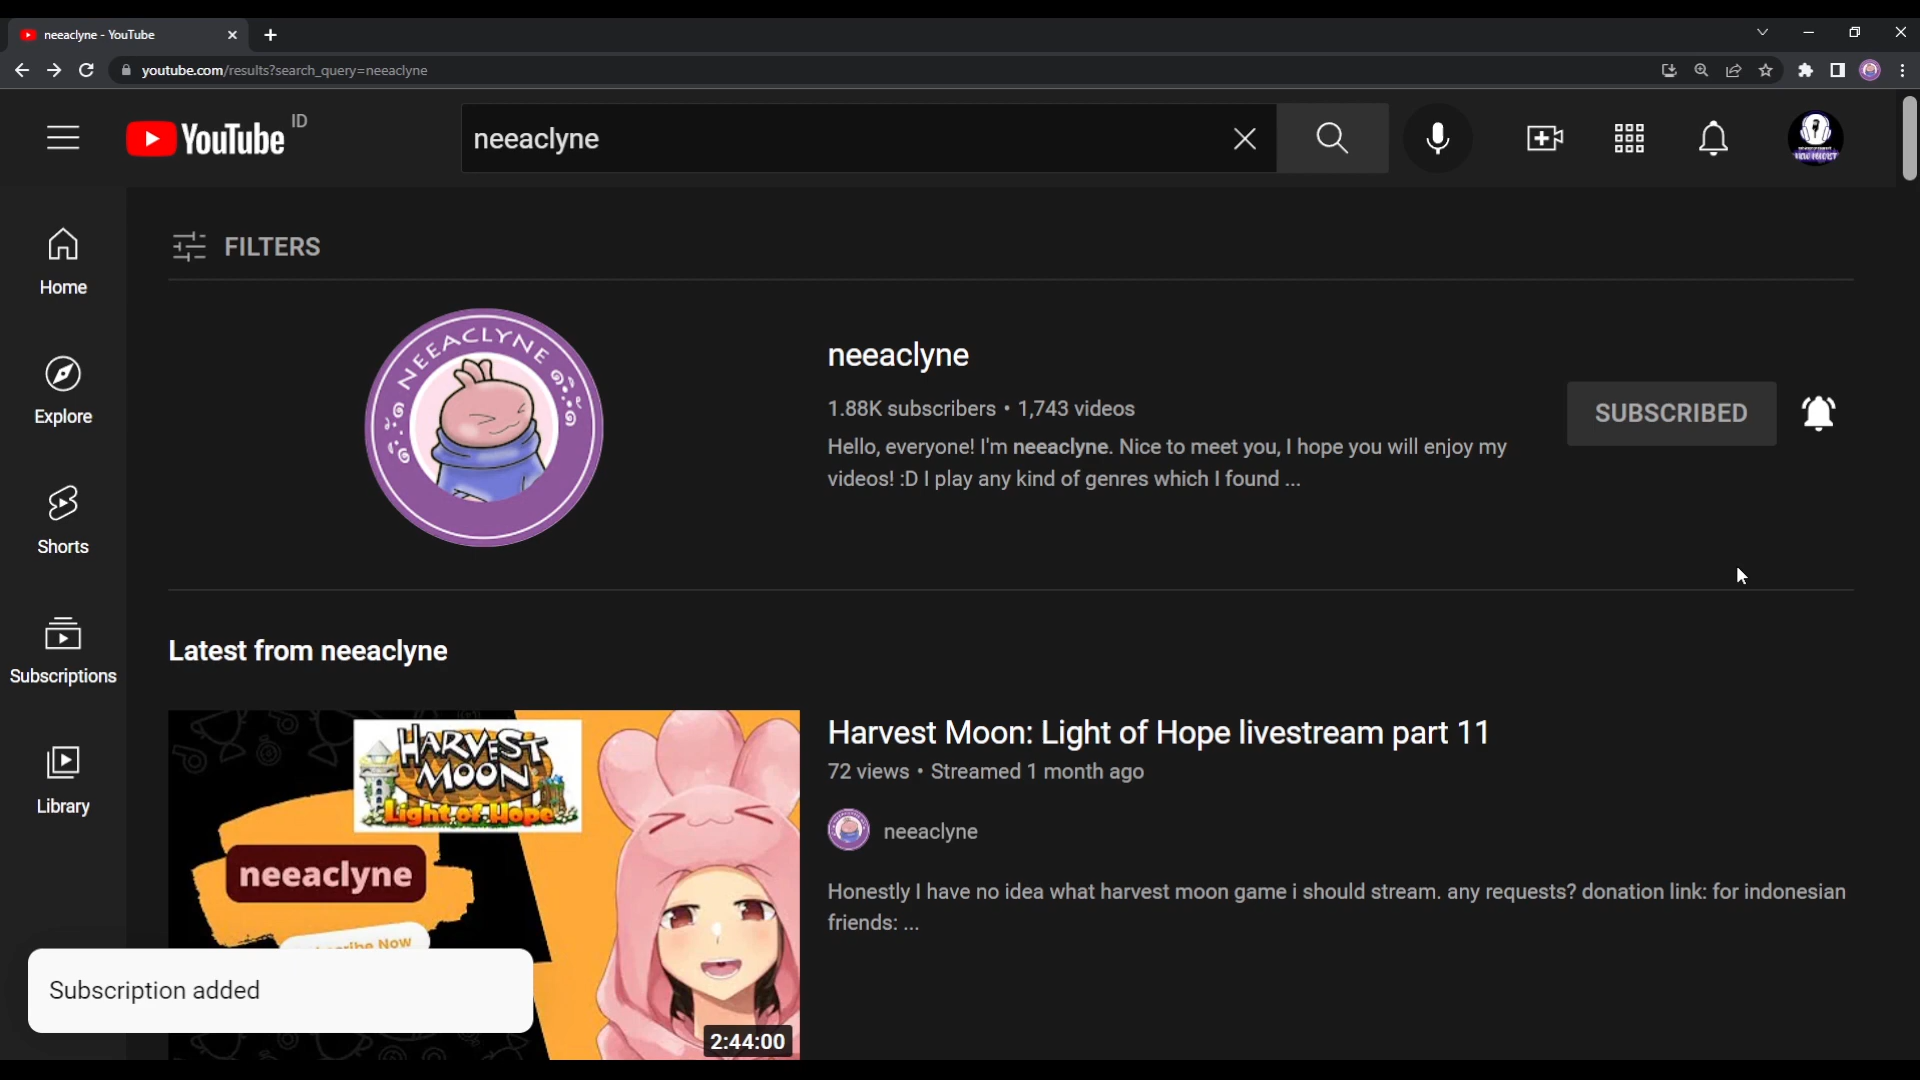 neeaclyne - YouTube
youtube.com/results?search_query=neeaclyne
YouTube ID
neeaclyne
FILTERS
Home
Explore
Shorts
Subscriptions
Library
NEEACLYNE
neeaclyne
1.88K subscribers • 1,743 videos
Hello, everyone! I'm neeaclyne. Nice to meet you, I hope you will enjoy my
videos! :D I play any kind of genres which I found ...
SUBSCRIBED
Latest from neeaclyne
HARVEST
MOON
Light of Hope
neeaclyne
Now
2:44:00
Harvest Moon: Light of Hope livestream part 11
72 views • Streamed 1 month ago
neeaclyne
Honestly I have no idea what harvest moon game i should stream. any requests? donation link: for indonesian
friends: ...
Subscription added